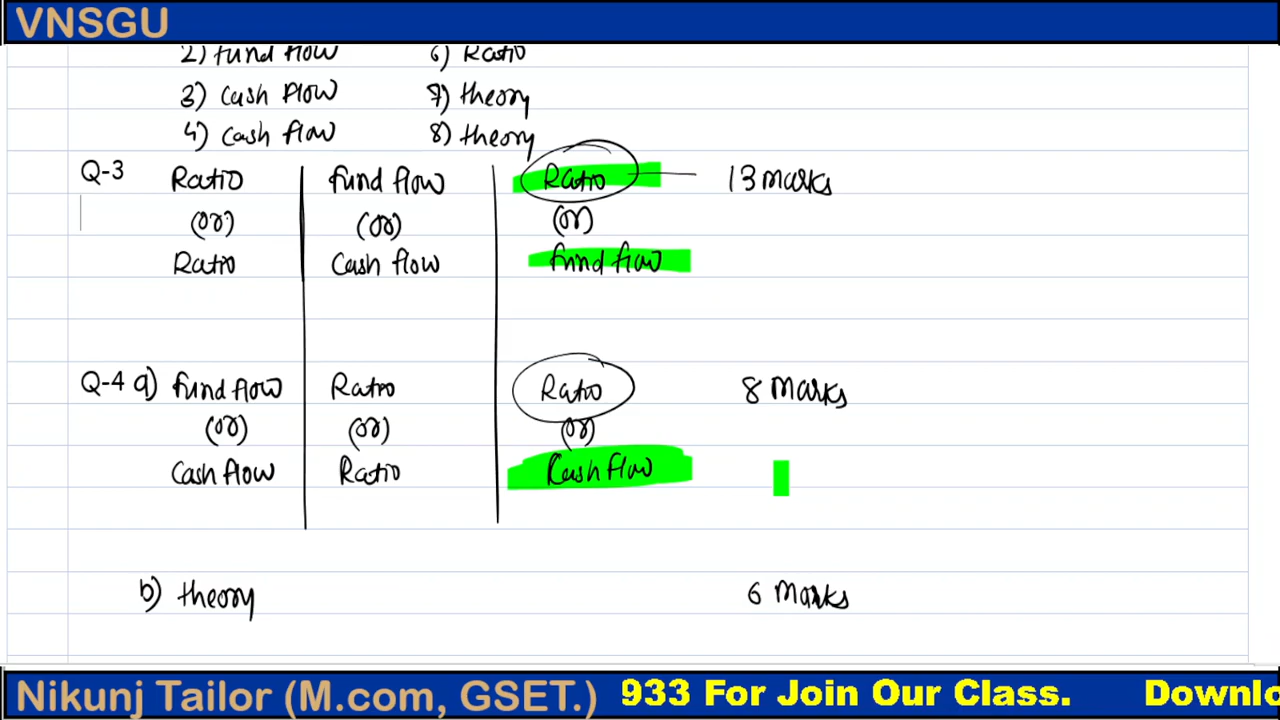 VNSGU
2) fund flow 6) Ratio
3) Cash flow 7) theory
4) Cash flow 8) theory
Q-3 Ratio fund flow Ratio 13 marks
(or) (or) (or)
Ratio Cash flow fund flow
Q-4 a) fund flow Ratio Ratio 8 Marks
(or) (or) or
Cash flow Ratio Cash flow
b) theory 6 Marks
Nikunj Tailor (M.com, GSET.) 933 For Join Our Class. Downlo